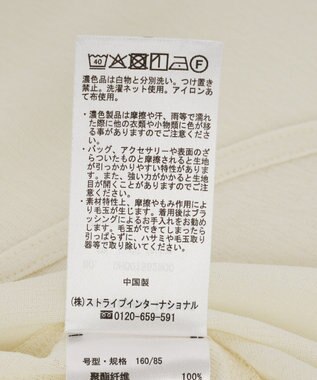 40
F
濃色品は白物と分別洗い。つけ置き
禁止。洗濯ネット使用。アイロンあ
て布使用。
・濃色製品は摩擦や汗、雨等で濡れ
た際に他の衣類や小物類に色が移
る事がありますのでご注意くださ
い。
・バッグ、アクセサリーや表面のざ
らついたものと摩擦されると生地
が引っかかりやすい特性がありま
す。また、強い力がかかると生地
目が開くことがありますのでご注
意ください。
・素材特性上、摩擦やもみ作用によ
り毛玉が生じます。着用後はブラ
ッシングによるお手入れをお勧め
します。毛玉ができてしまったら
引っぱらずに、ハサミや毛玉取り
器等で取り除いてください。
中国製
(株)ストライプインターナショナル
0120-659-591
号型・规格 160/85
聚酯纤维 100%